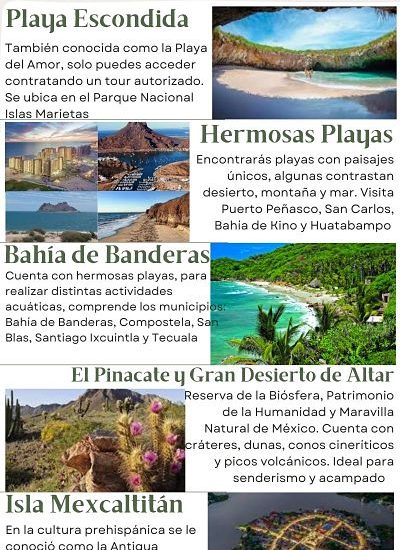 Playa Escondida
También conocida como la Playa
del Amor, solo puedes acceder
contratando un tour autorizado.
Se ubica en el Parque Nacional
Islas Marietas
Hermosas Playas
Encontrarás playas con paisajes
únicos, algunas contrastan
desierto, montaña y mar. Visita
Puerto Peñasco, San Carlos,
Bahia de Kino y Huatabampo
Bahía de Banderas
Cuenta con hermosas playas, para
realizar distintas actividades
acuáticas, comprende los municipios:
Bahia de Banderas, Compostela, San
Blas, Santiago Ixcuintla y Tecuala
El Pinacate y Gran Desierto de Altar
Reserva de la Biósfera, Patrimonio
de la Humanidad y Maravilla
Natural de México. Cuenta con
cráteres, dunas, conos cineríticos
y picos volcánicos. Ideal para
senderismo y acampado
Isla Mexcaltitán
En la cultura prehispánica se le
conoció como la Antigua